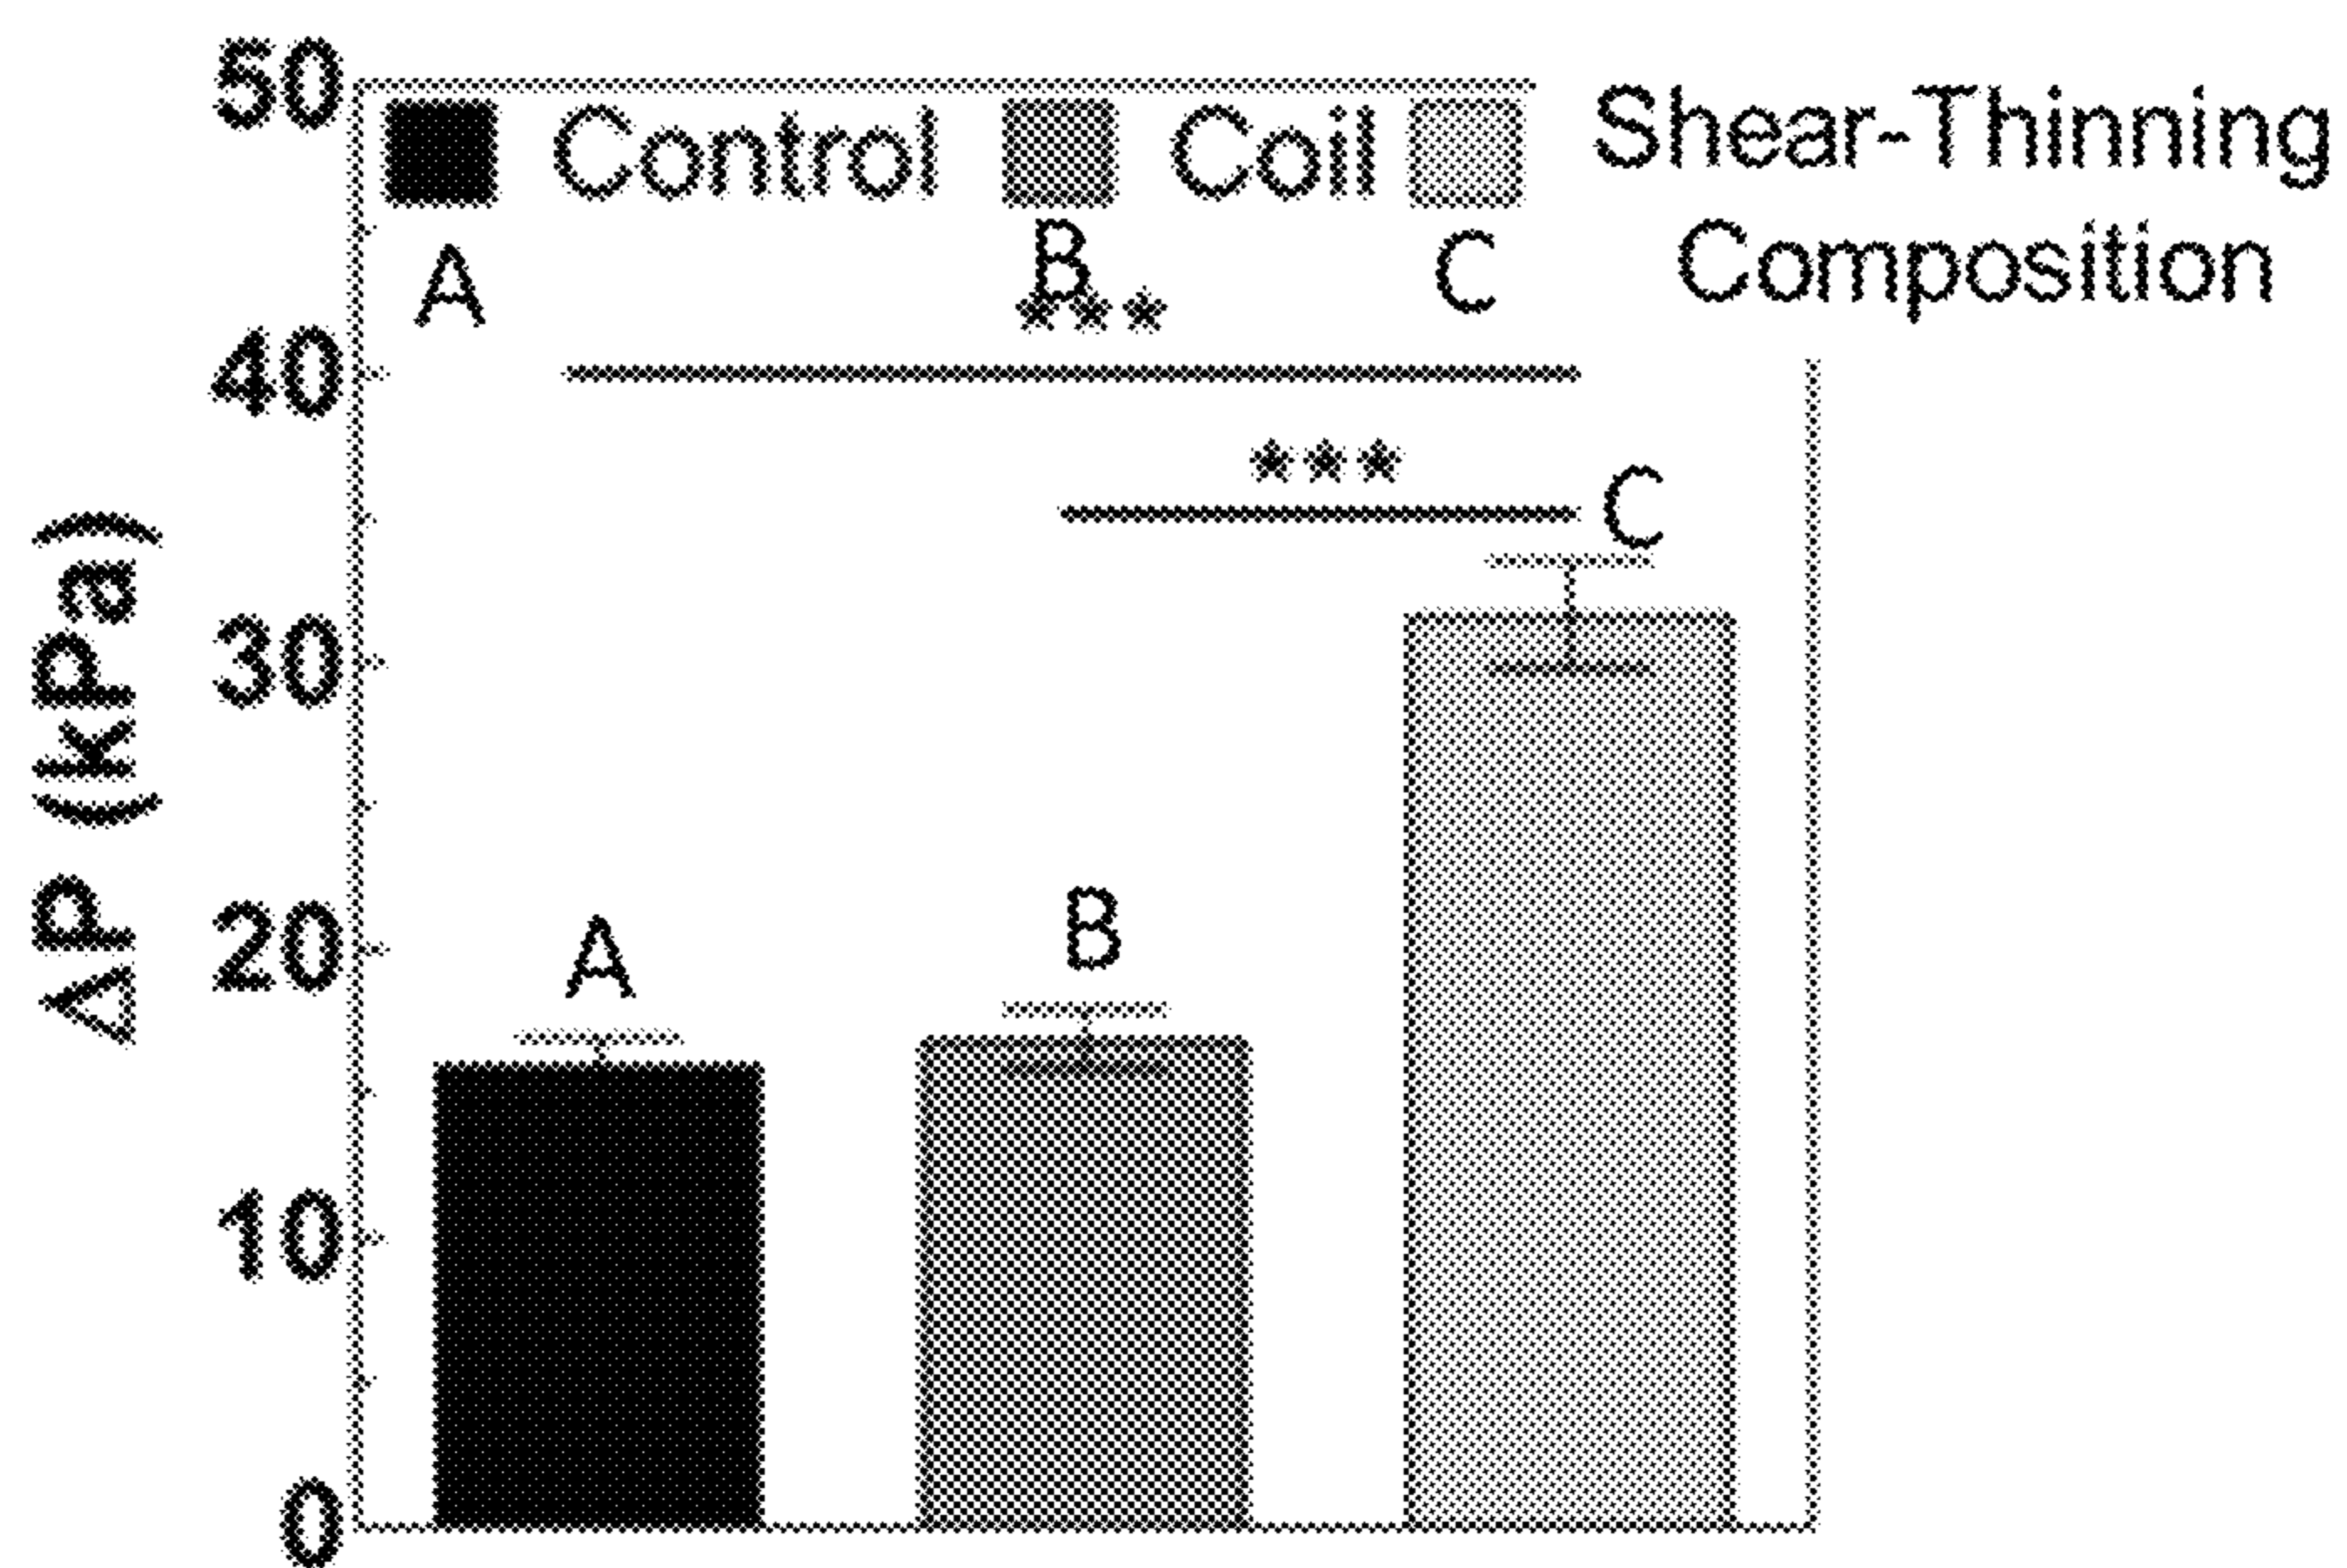 50
Control Coil Shear-Thinning
Composition
A B C
***
40
***
C
ΔP (kPa)
30
B
20
A
10
0